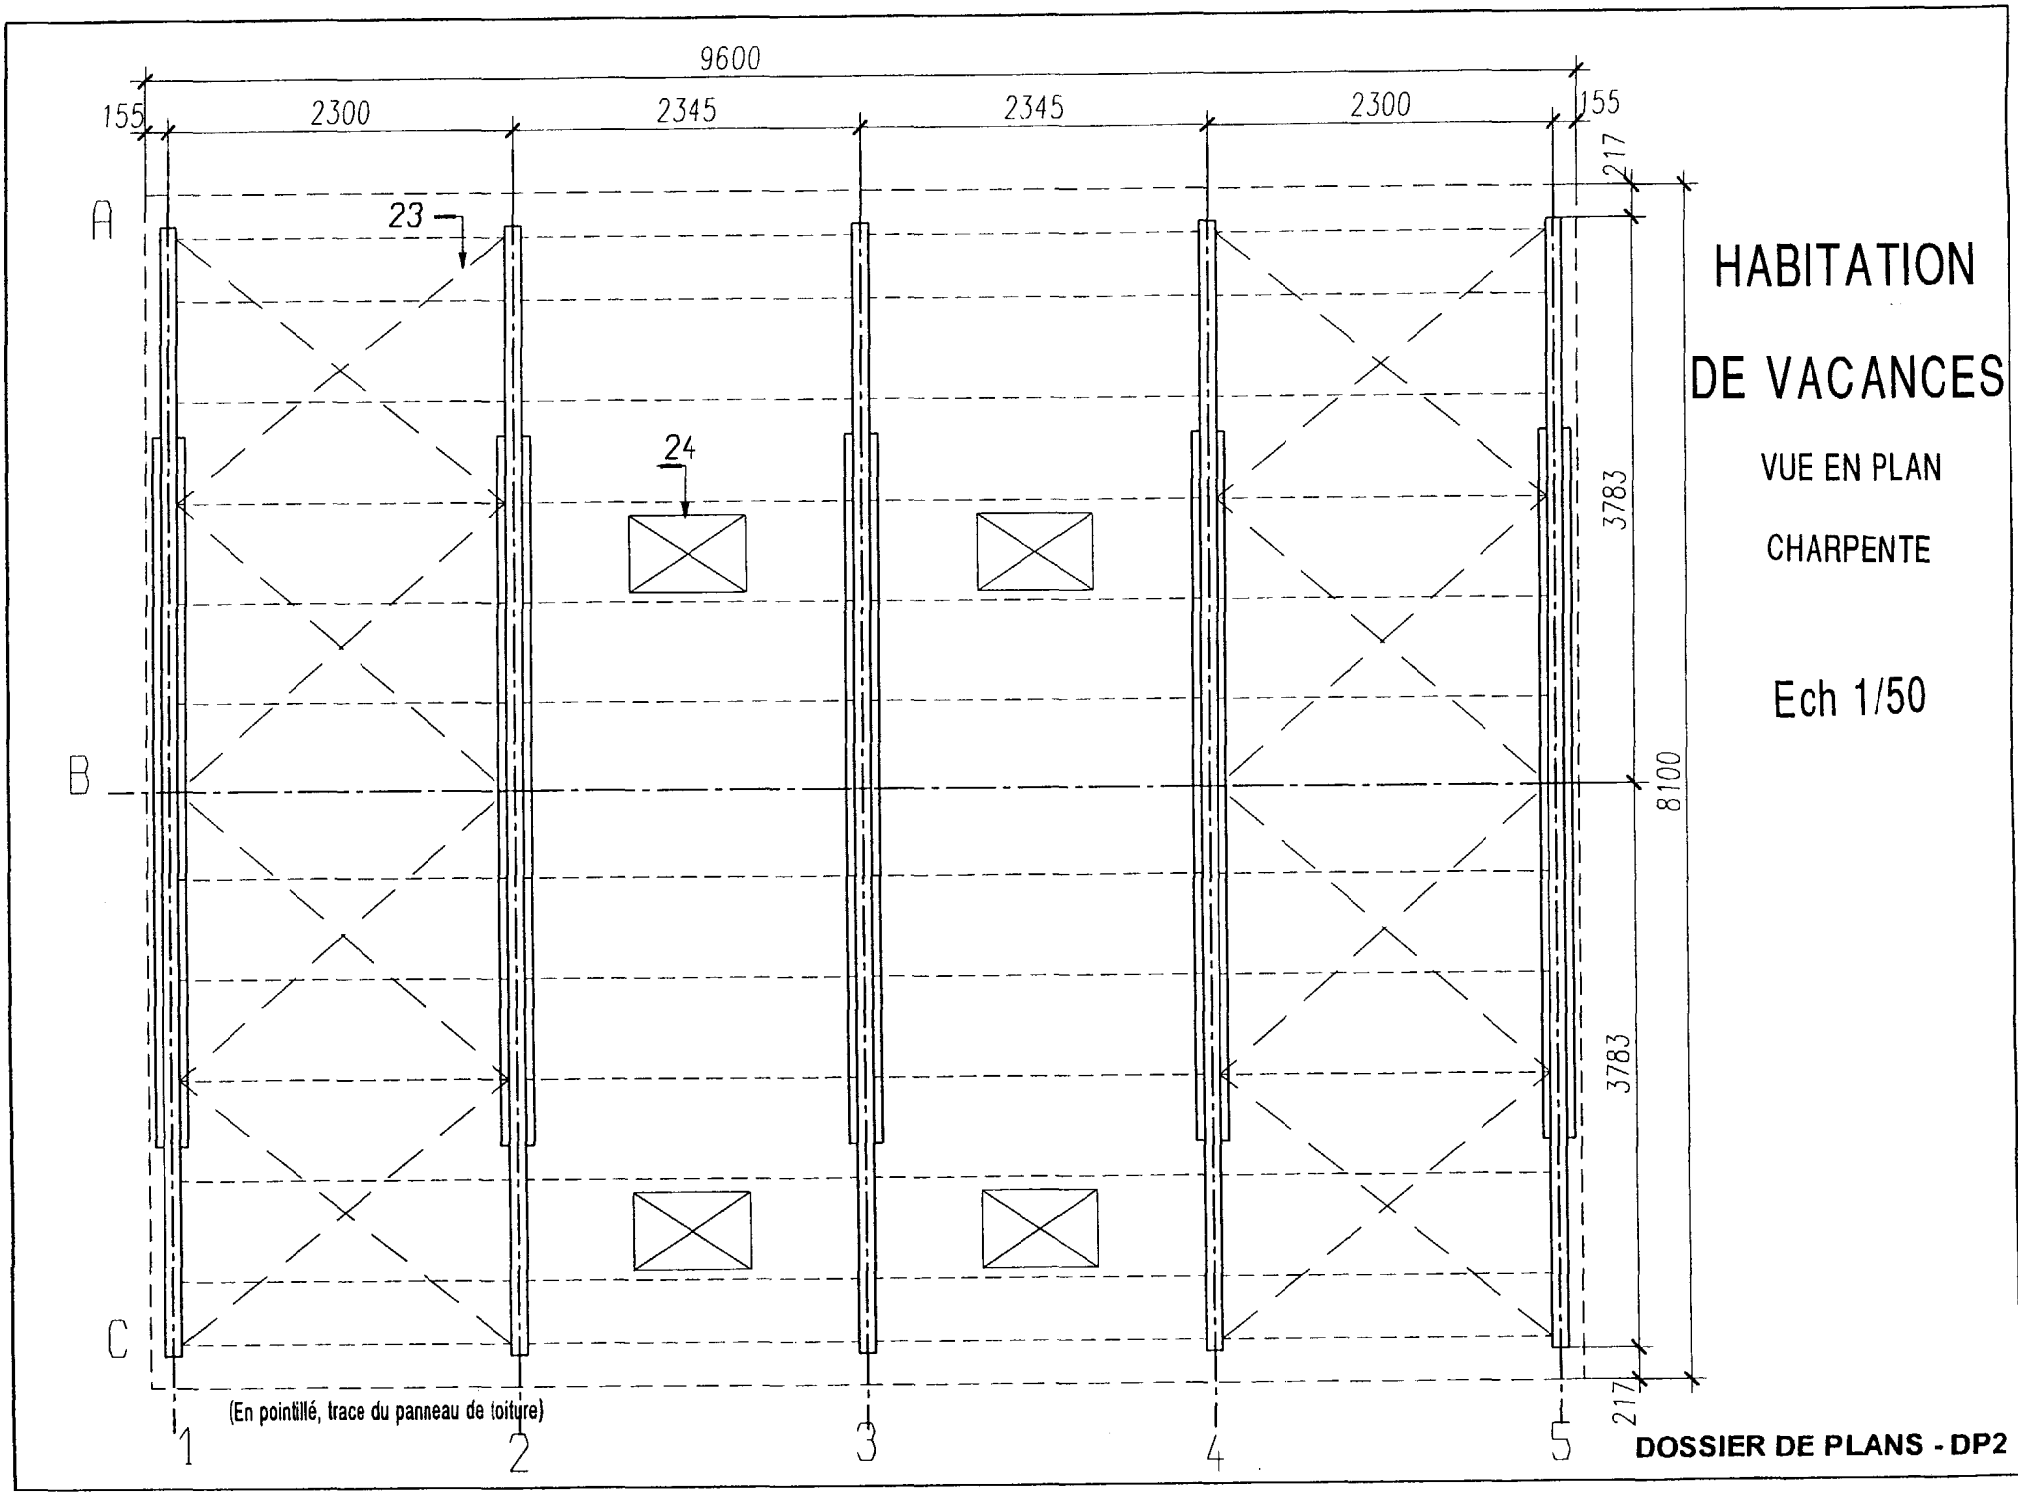 9600
155 2300 2345 2345 2300 155
217
A
23
HABITATION
DE VACANCES
24
VUE EN PLAN
3783
CHARPENTE
Ech 1/50
B
8100
3783
C
(En pointillé, trace du panneau de toiture)
217
1 2 3 4 5
DOSSIER DE PLANS - DP2